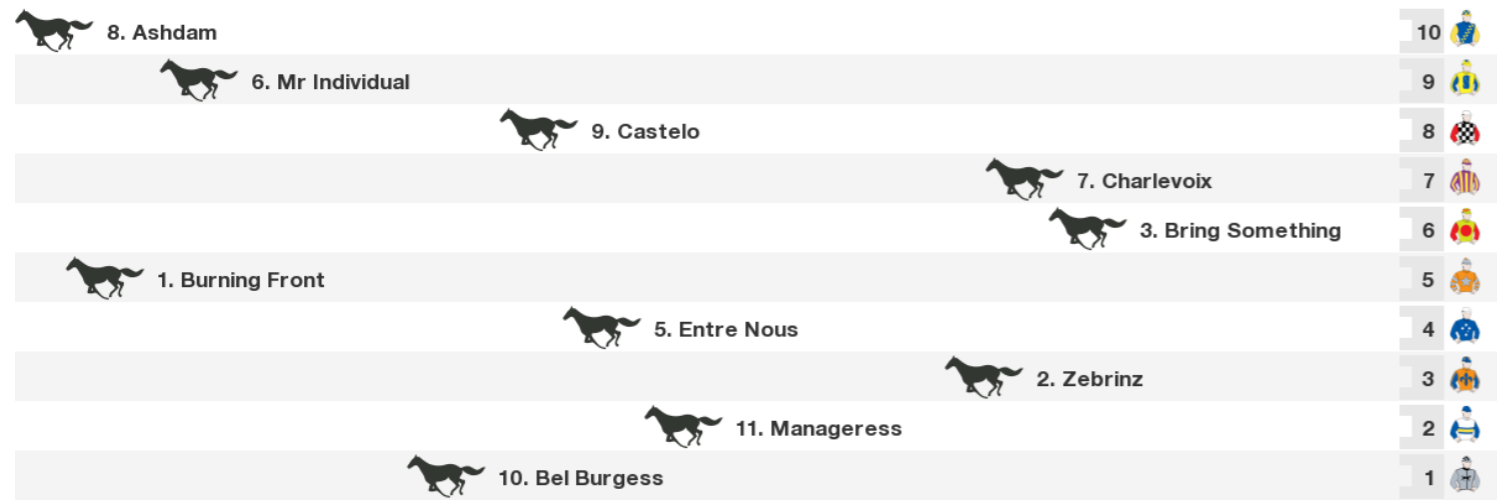 8. Ashdam 10
6. Mr Individual 9
9. Castelo 8
7. Charlevoix 7
3. Bring Something 6
1. Burning Front 5
5. Entre Nous 4
2. Zebrinz 3
11. Manageress 2
10. Bel Burgess 1